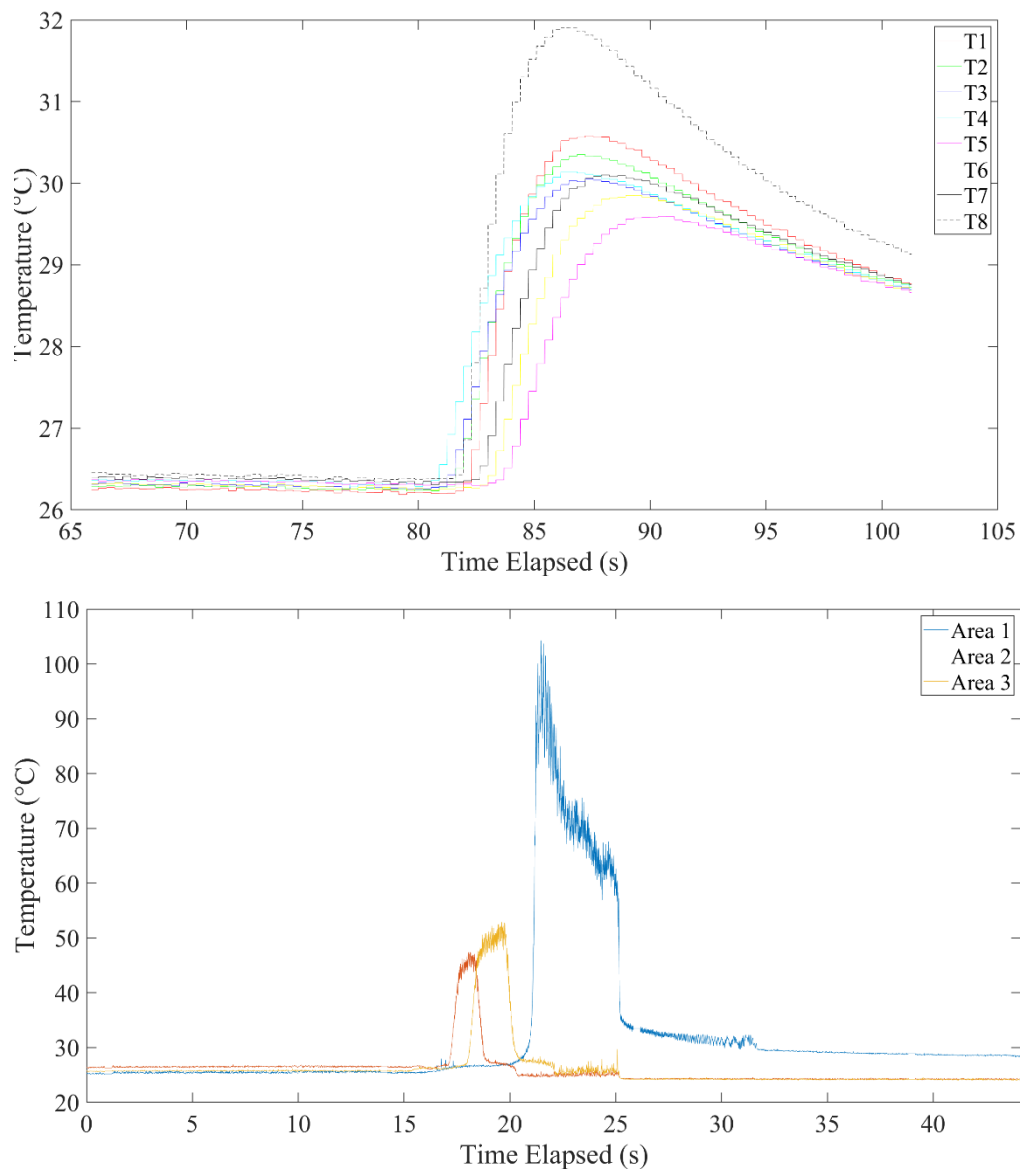 32
31
30
29
28
27
26
Temperature (°C)
65 70 75 80 85 90 95 100 105
Time Elapsed (s)
T1
T2
T3
T4
T5
T6
T7
T8
110
100
90
80
70
60
50
40
30
20
Temperature (°C)
0 5 10 15 20 25 30 35 40
Time Elapsed (s)
Area 1
Area 2
Area 3